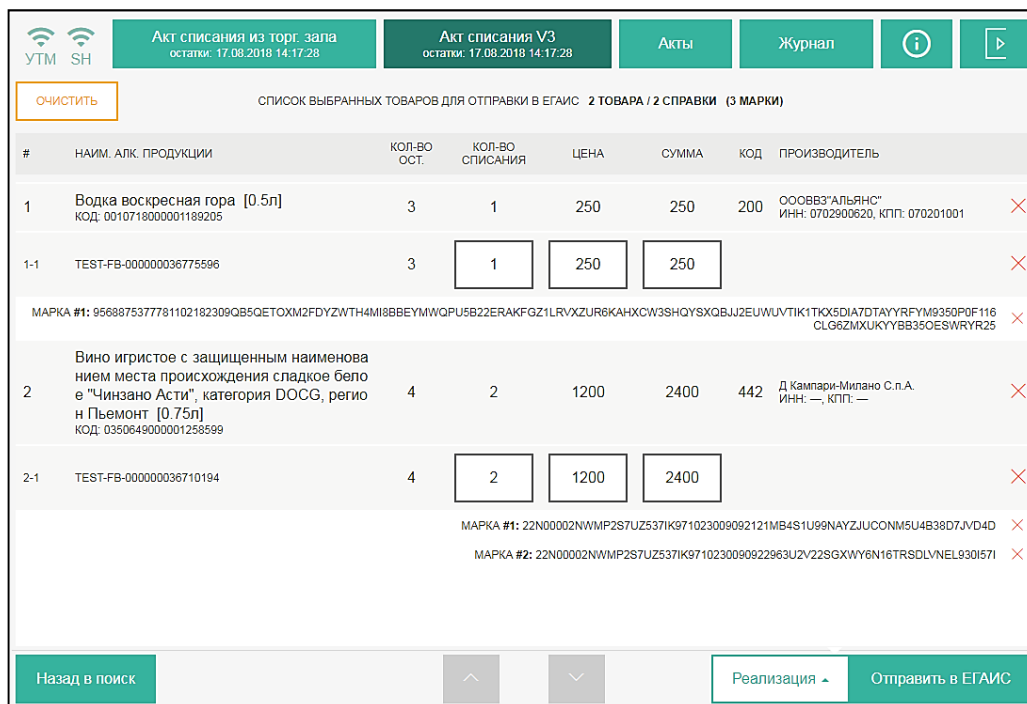 УТМ SH
Акт списания из торг. зала
остатки: 17.08.2018 14:17:28
Акт списания V3
остатки: 17.08.2018 14:17:28
Акты
Журнал
ОЧИСТИТЬ
СПИСОК ВЫБРАННЫХ ТОВАРОВ ДЛЯ ОТПРАВКИ В ЕГАИС 2 ТОВАРА / 2 СПРАВКИ (3 МАРКИ)
# НАИМ. АЛК. ПРОДУКЦИИ КОЛ-ВО ОСТ. КОЛ-ВО СПИСАНИЯ ЦЕНА СУММА КОД ПРОИЗВОДИТЕЛЬ
1 Водка воскресная гора [0.5л] 3 1 250 250 200 ОООВВЗ"АЛЬЯНС"
КОД: 0010718000001189205 ИНН: 0702900620, КПП: 070201001
1-1 TEST-FB-000000036775596 3 1 250 250
МАРКА #1: 9568875377781102182309QB5QETOXM2FDYZWTH4MI8BBEYMWQPU5B22ERAKFGZ1LRVXZUR6KAHXCW3SHQYSXQBJJ2EUWUVTIK1TKX5DIA7DTAYYRFYM9350P0F116
CLG6ZMXUKYYBB35OESWRYR25
Вино игристое с защищенным наименова
нием места происхождения сладкое бело
2 е "Чинзано Асти", категория DOCG, регио 4 2 1200 2400 442 Д Кампари-Милано С.п.А.
н Пьемонт [0.75л] ИНН: —, КПП: —
КОД: 0350649000001258599
2-1 TEST-FB-000000036710194 4 2 1200 2400
МАРКА #1: 22N00002NWMP2S7UZ537IK971023009092121MB4S1U99NAYZJUCONM5U4B38D7JVD4D
МАРКА #2: 22N00002NWMP2S7UZ537IK9710230090922963U2V22SGXWY6N16TRSDLVNEL930I57I
Назад в поиск
Реализация
Отправить в ЕГАИС